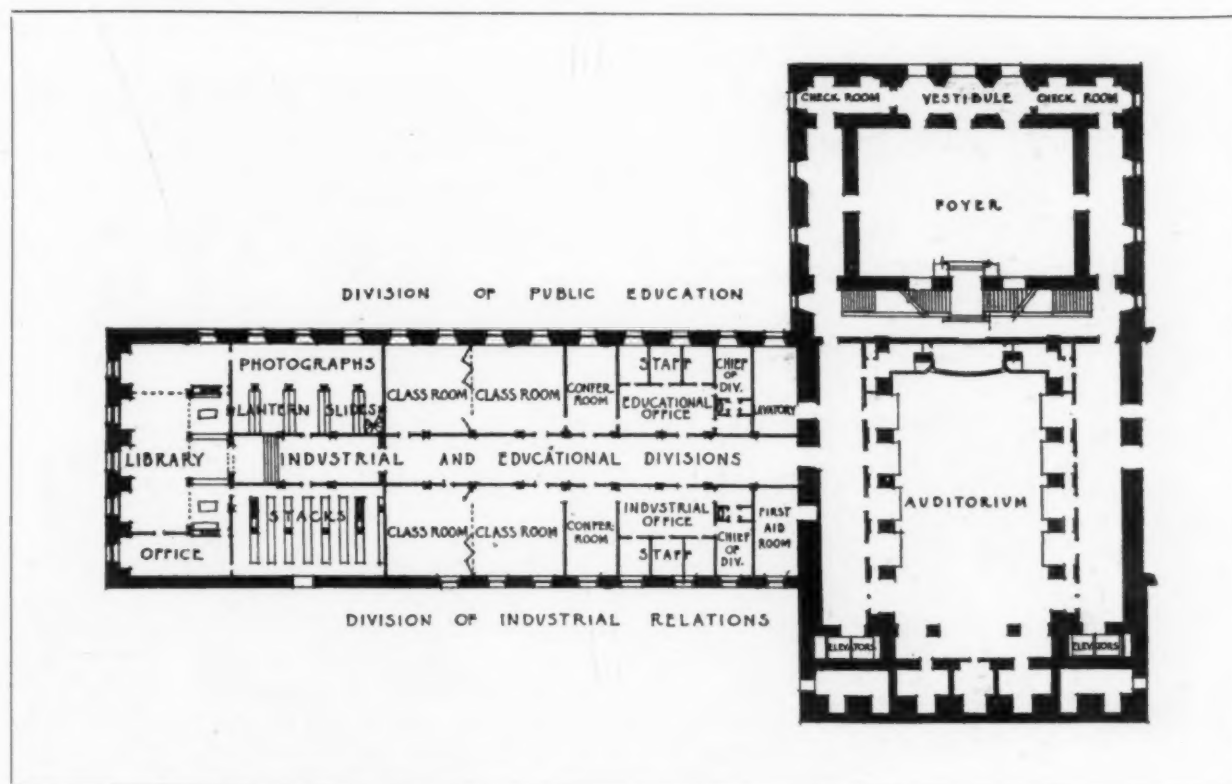 CHECK ROOM
VESTIBULE
CHECK ROOM
FOYER
DIVISION OF PUBLIC EDUCATION
PHOTOGRAPHS
LANTERN SLIDES
CLASS ROOM
CLASS ROOM
CONFER.
ROOM
STAFF
EDUCATIONAL
OFFICE
CHIEF
OF
DIV.
LAVATORY
LIBRARY
INDUSTRIAL AND EDUCATIONAL DIVISIONS
AUDITORIUM
STACKS
OFFICE
CLASS ROOM
CLASS ROOM
CONFER.
ROOM
INDUSTRIAL
OFFICE
STAFF
CHIEF
OF
DIV.
FIRST
AID
ROOM
DIVISION OF INDUSTRIAL RELATIONS
ELEVATORS
ELEVATORS